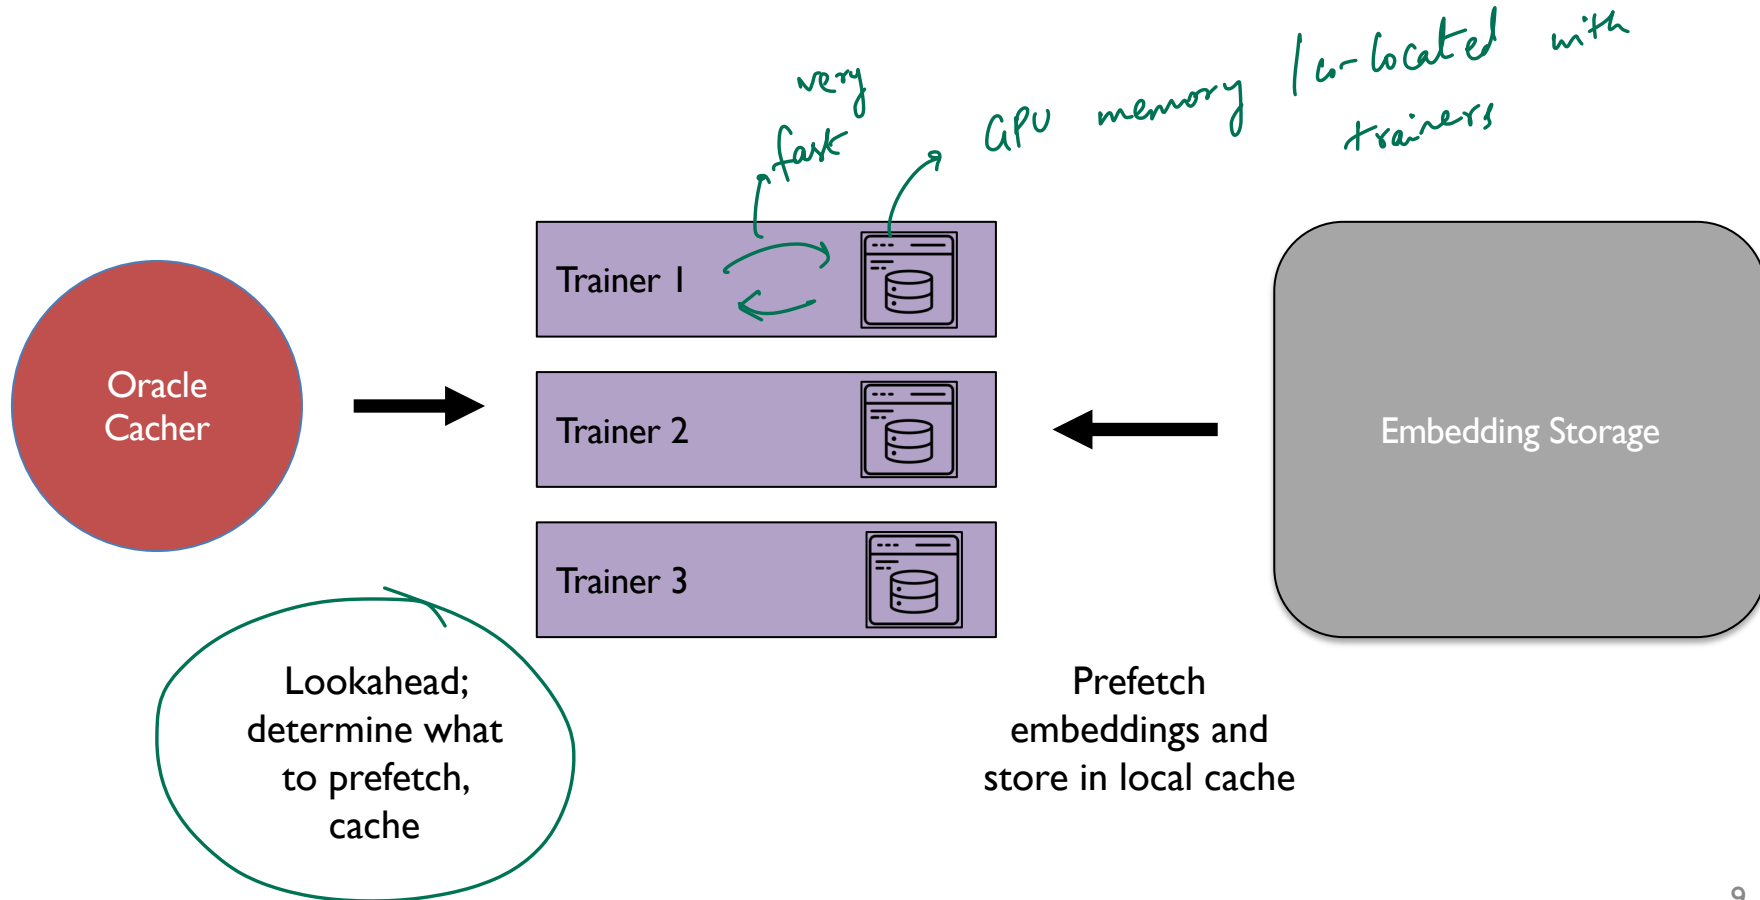 very
fast
GPU memory / co-located with
trainers
Oracle
Cacher
Trainer 1
Trainer 2
Trainer 3
Embedding Storage
Lookahead;
determine what
to prefetch,
cache
Prefetch
embeddings and
store in local cache
9